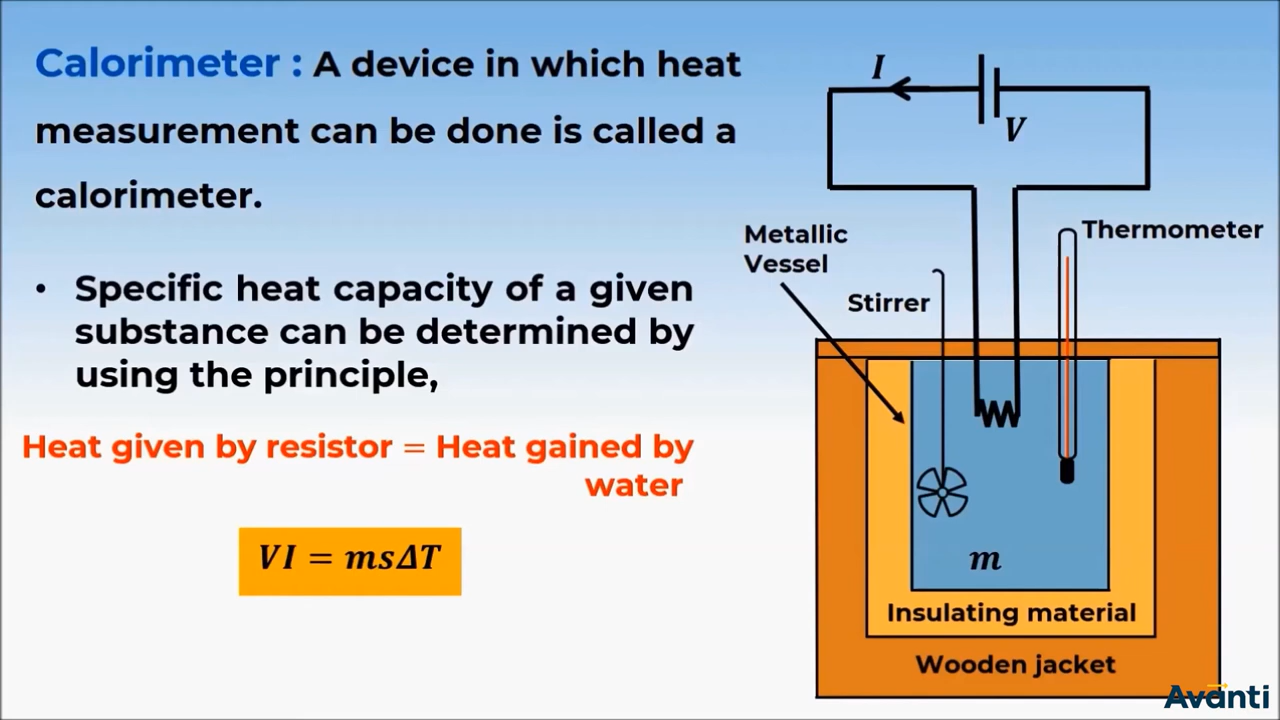 Calorimeter : A device in which heat
measurement can be done is called a
calorimeter.
• Specific heat capacity of a given
substance can be determined by
using the principle,
Heat given by resistor = Heat gained by
water
VI = msΔT
I
V
Metallic
Vessel
Stirrer
Thermometer
m
Insulating material
Wooden jacket
Avanti